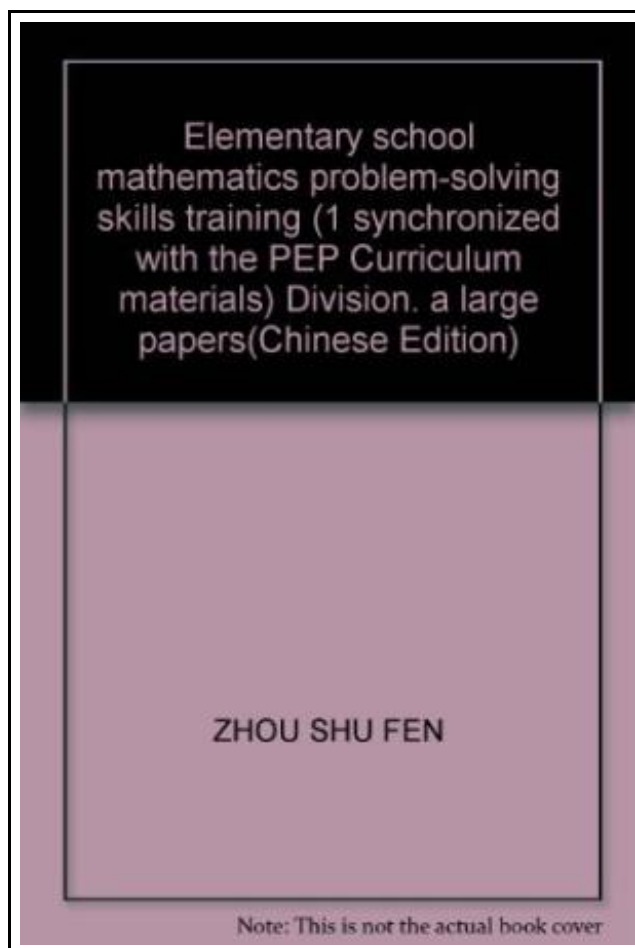 Elementary school
mathematics problem-solving
skills training (1 synchronized
with the PEP Curriculum
materials) Division. a large
papers(Chinese Edition)
ZHOU SHU FEN
Note: This is not the actual book cover